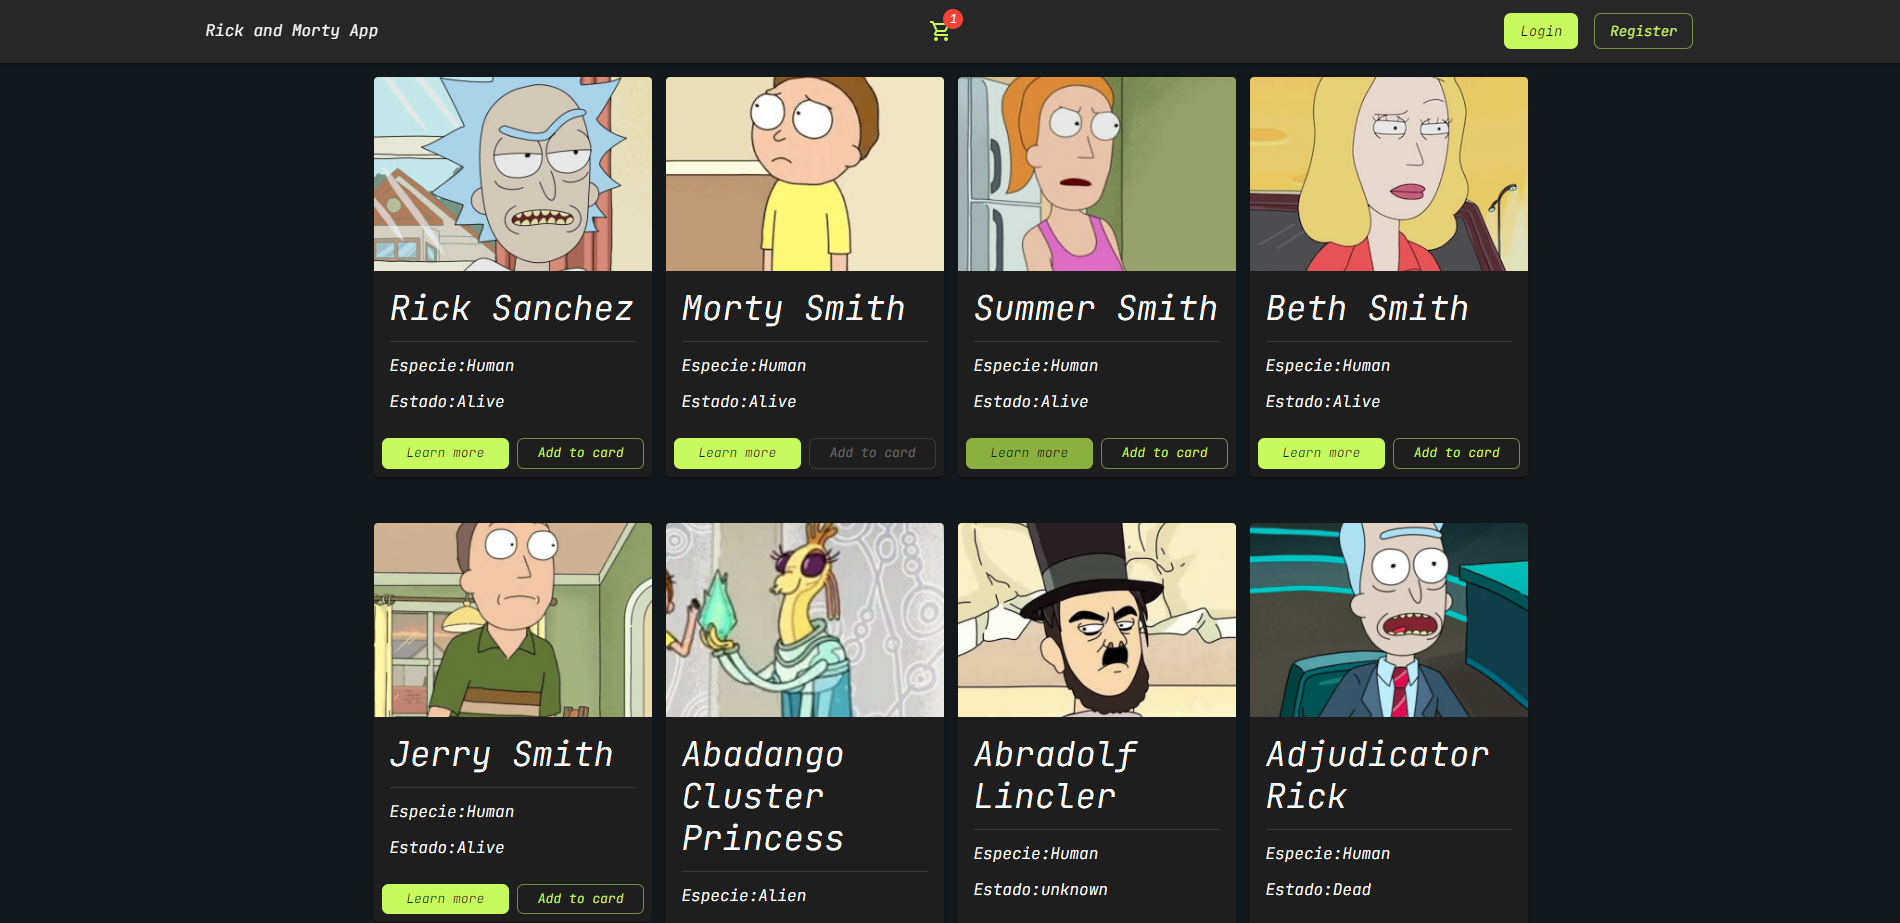 Rick and Morty App
1
Login
Register
Rick Sanchez
Especie:Human
Estado:Alive
Learn more
Add to card
Morty Smith
Especie:Human
Estado:Alive
Learn more
Add to card
Summer Smith
Especie:Human
Estado:Alive
Learn more
Add to card
Beth Smith
Especie:Human
Estado:Alive
Learn more
Add to card
Jerry Smith
Especie:Human
Estado:Alive
Learn more
Add to card
Abadango
Cluster
Princess
Especie:Alien
Abradolf
Lincler
Especie:Human
Estado:unknown
Adjudicator
Rick
Especie:Human
Estado:Dead